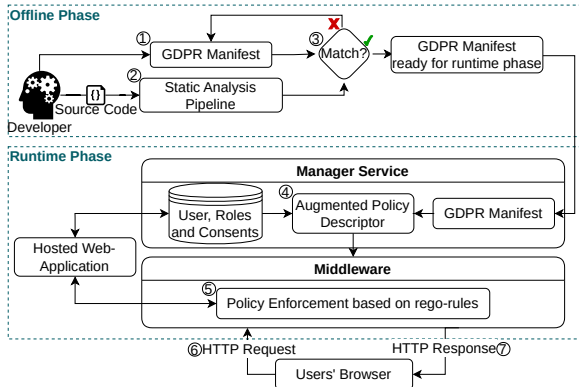 Offline Phase
① GDPR Manifest
③ Match?
GDPR Manifest
ready for runtime phase
② Static Analysis
Pipeline
{}
Source Code
Developer
Runtime Phase
Manager Service
User, Roles
and Consents
④ Augmented Policy
Descriptor
GDPR Manifest
Hosted Web-
Application
Middleware
⑤ Policy Enforcement based on rego-rules
⑥HTTP Request
HTTP Response⑦
Users' Browser